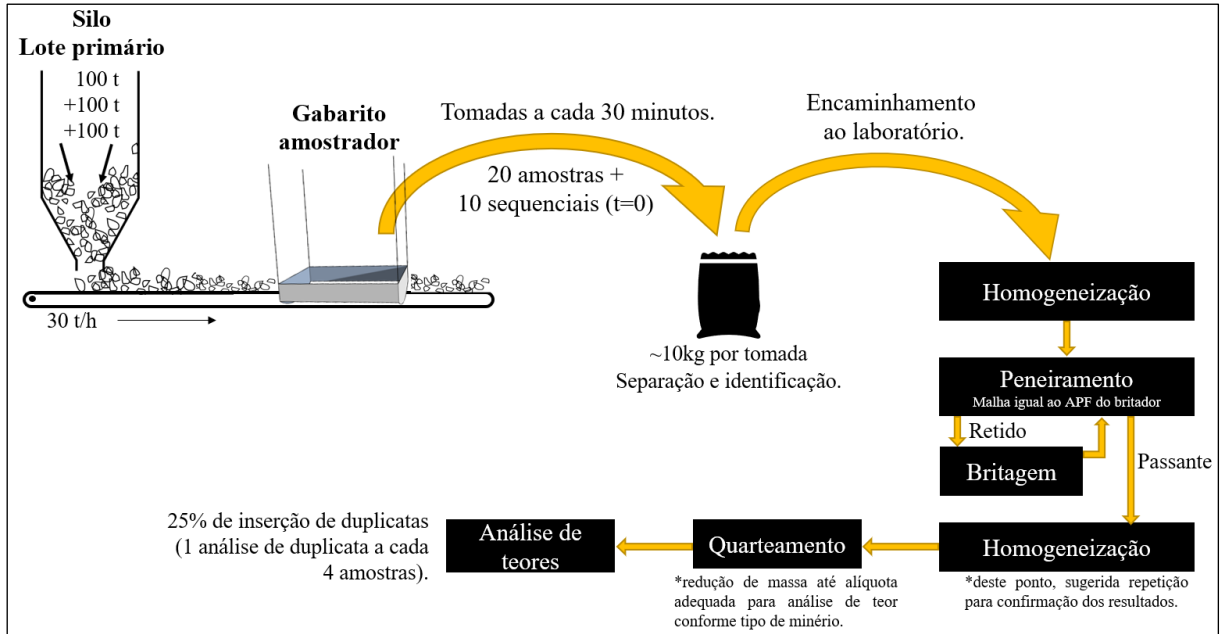 Silo
Lote primário
100 t
+100 t
+100 t
Gabarito
amostrador
30 t/h
Tomadas a cada 30 minutos.
20 amostras +
10 sequenciais (t=0)
~10kg por tomada
Separação e identificação.
Encaminhamento
ao laboratório.
Homogeneização
Peneiramento
Malha igual ao APF do britador
Retido
Britagem
Passante
Homogeneização
*deste ponto, sugerida repetição
para confirmação dos resultados.
Quarteamento
*redução de massa até alíquota
adequada para análise de teor
conforme tipo de minério.
Análise de
teores
25% de inserção de duplicatas
(1 análise de duplicata a cada
4 amostras).